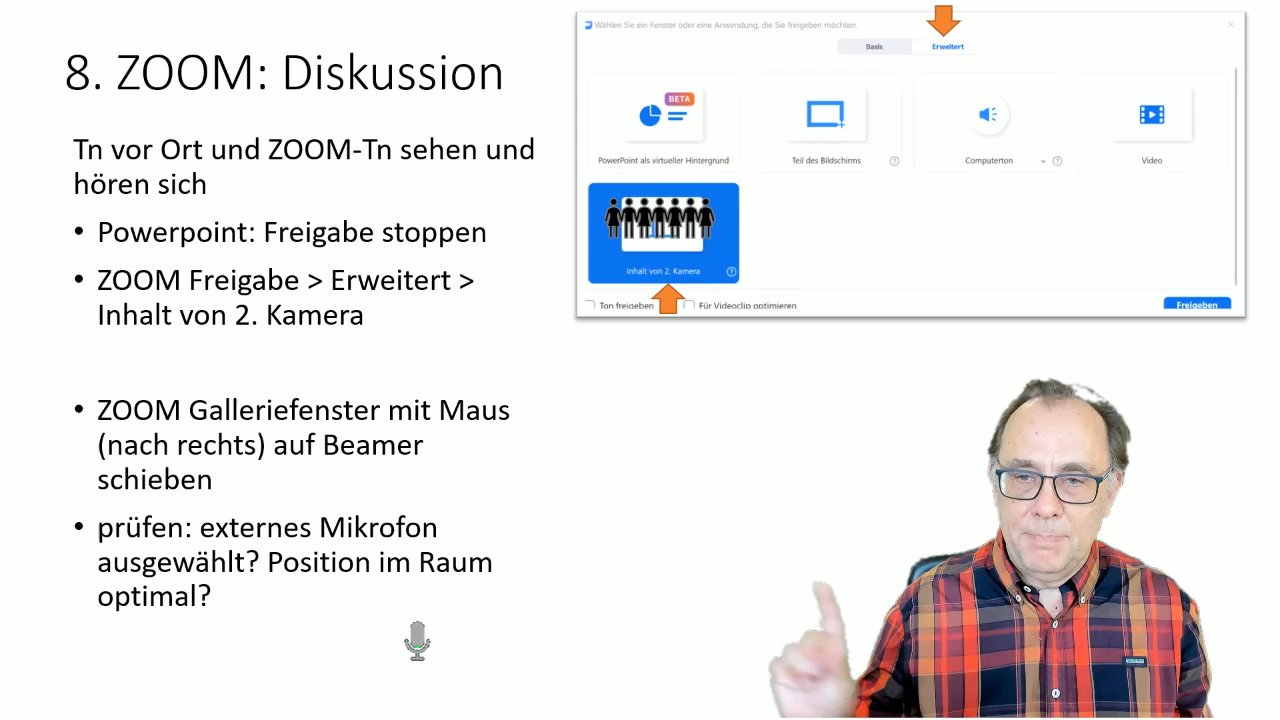 8. ZOOM: Diskussion
Tn vor Ort und ZOOM-Tn sehen und
hören sich
• Powerpoint: Freigabe stoppen
• ZOOM Freigabe > Erweitert >
Inhalt von 2. Kamera
• ZOOM Galleriefenster mit Maus
(nach rechts) auf Beamer
schieben
• prüfen: externes Mikrofon
ausgewählt? Position im Raum
optimal?
Wählen Sie ein Fenster oder eine Anwendung, die Sie freigeben möchten.
Basis
Erweitert
BETA
PowerPoint als virtueller Hintergrund
Teil des Bildschirms
Computerton
Video
Inhalt von 2. Kamera
Ton freigeben
Für Videoclip optimieren
Freigeben